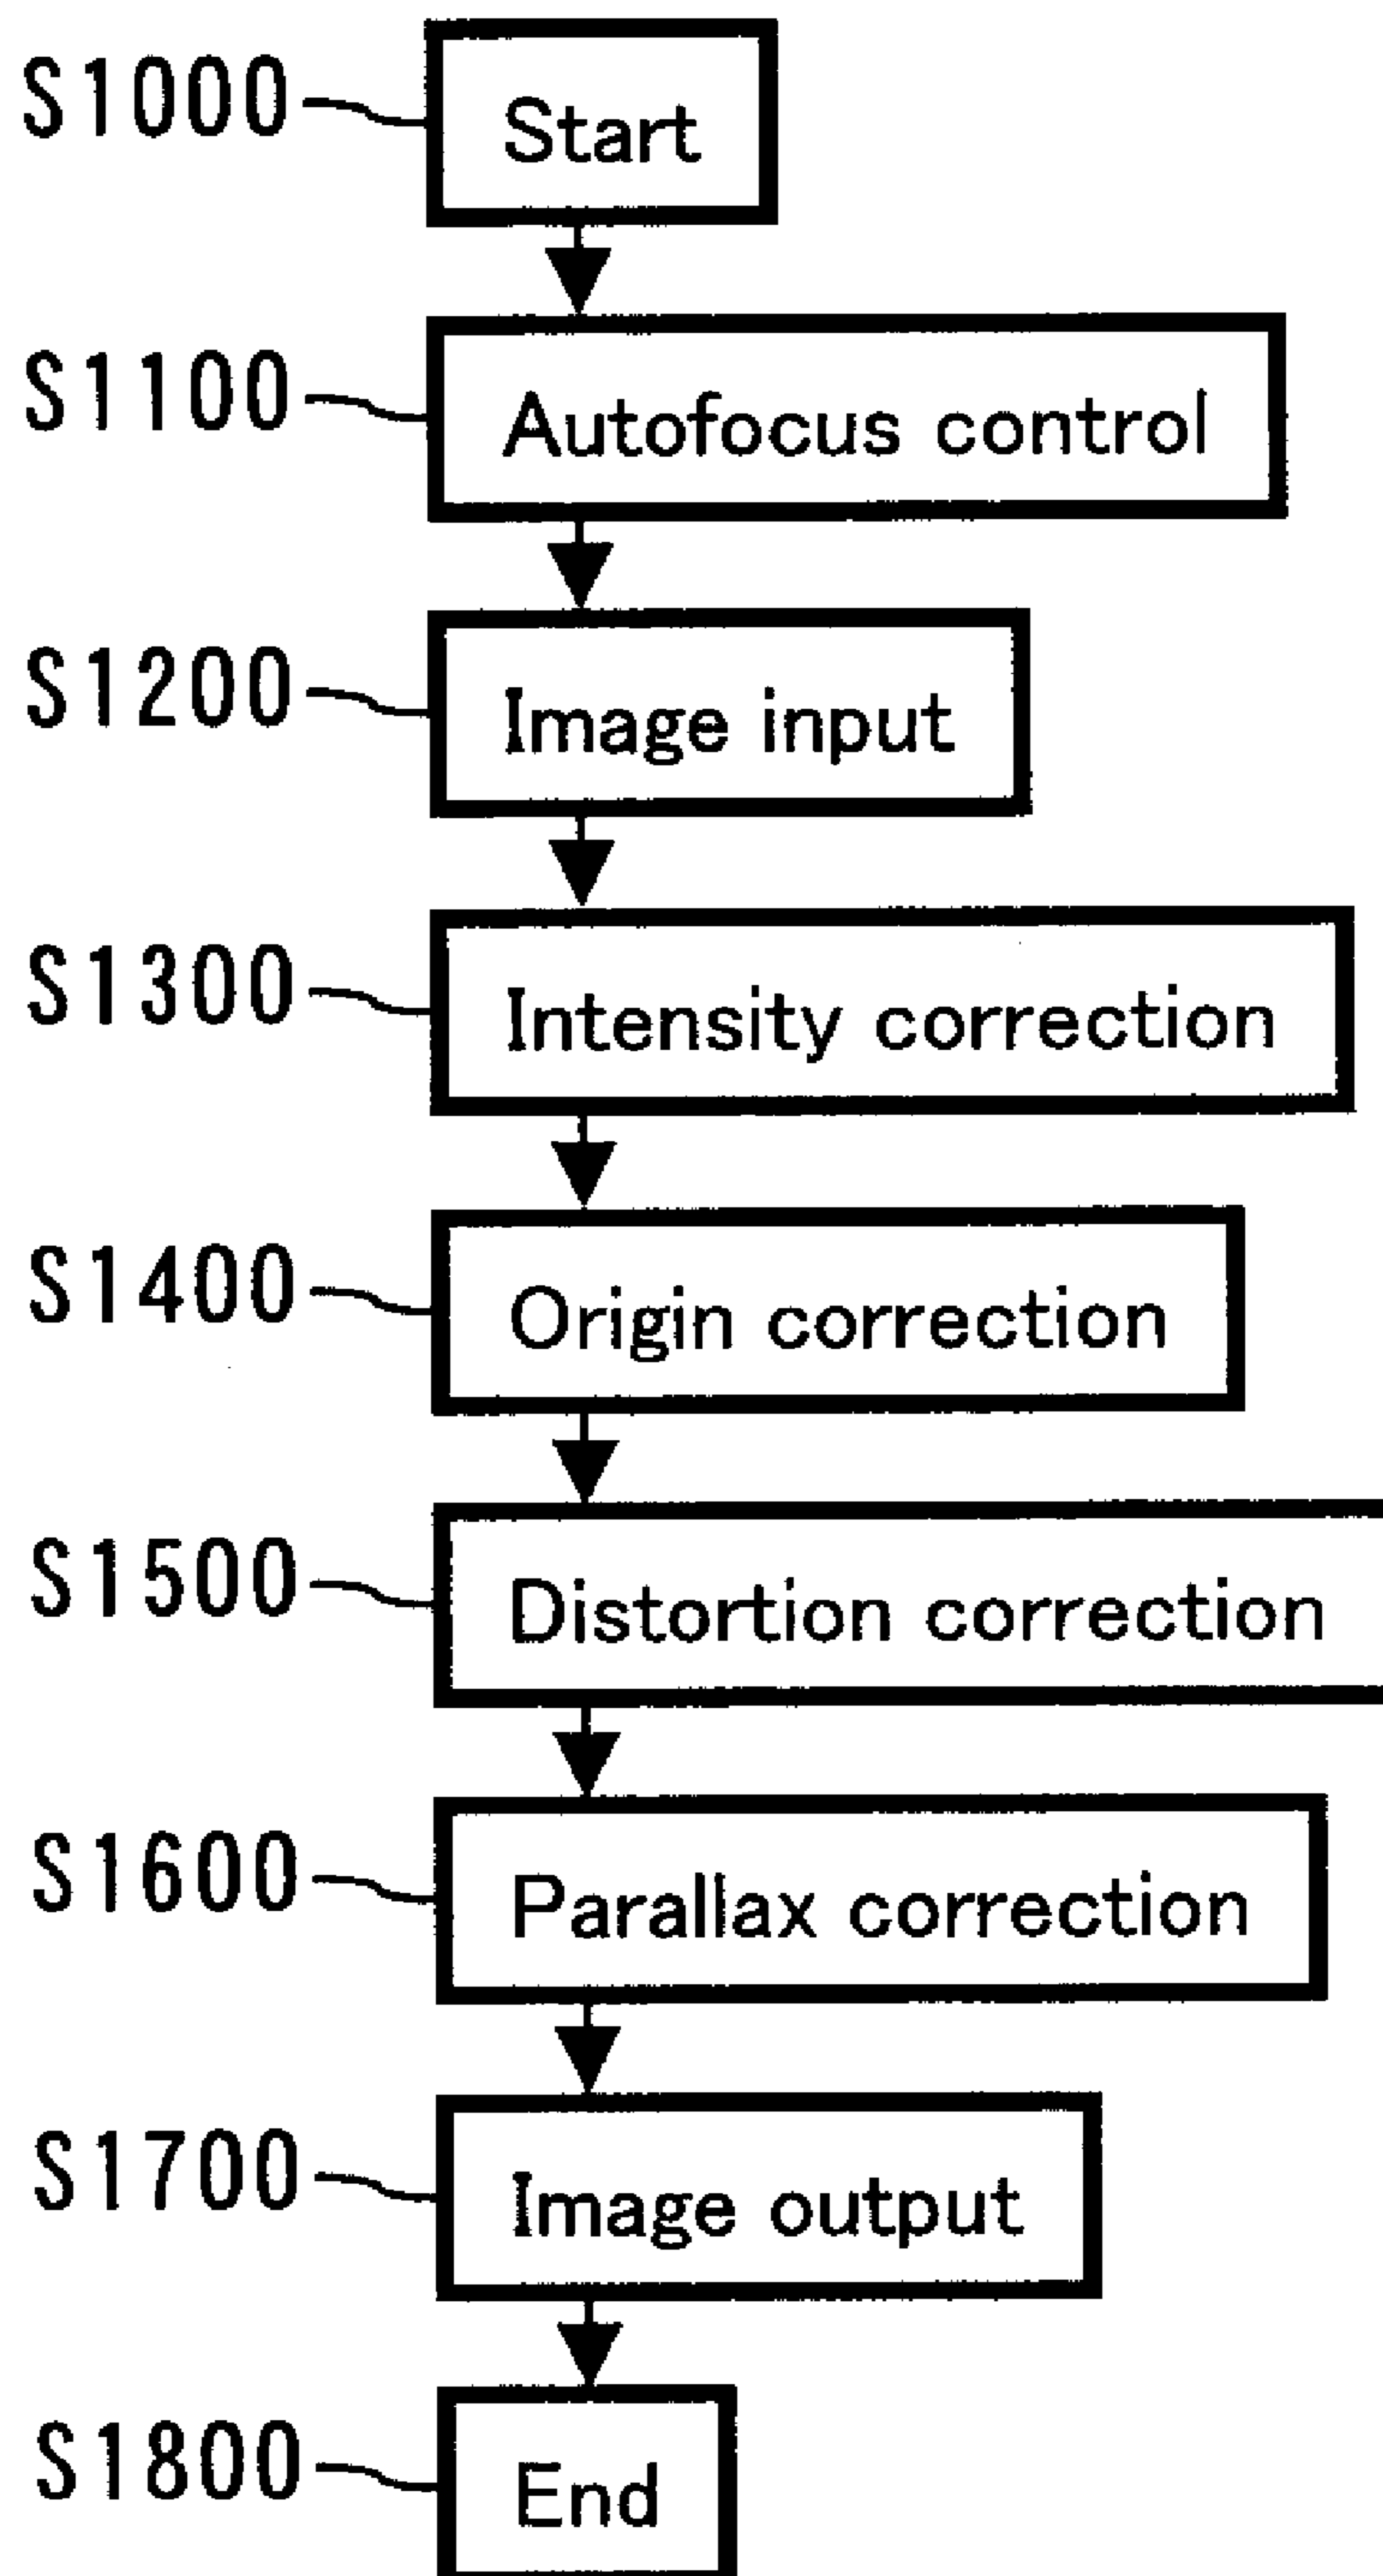 S1000 Start
S1100 Autofocus control
S1200 Image input
S1300 Intensity correction
S1400 Origin correction
S1500 Distortion correction
S1600 Parallax correction
S1700 Image output
S1800 End